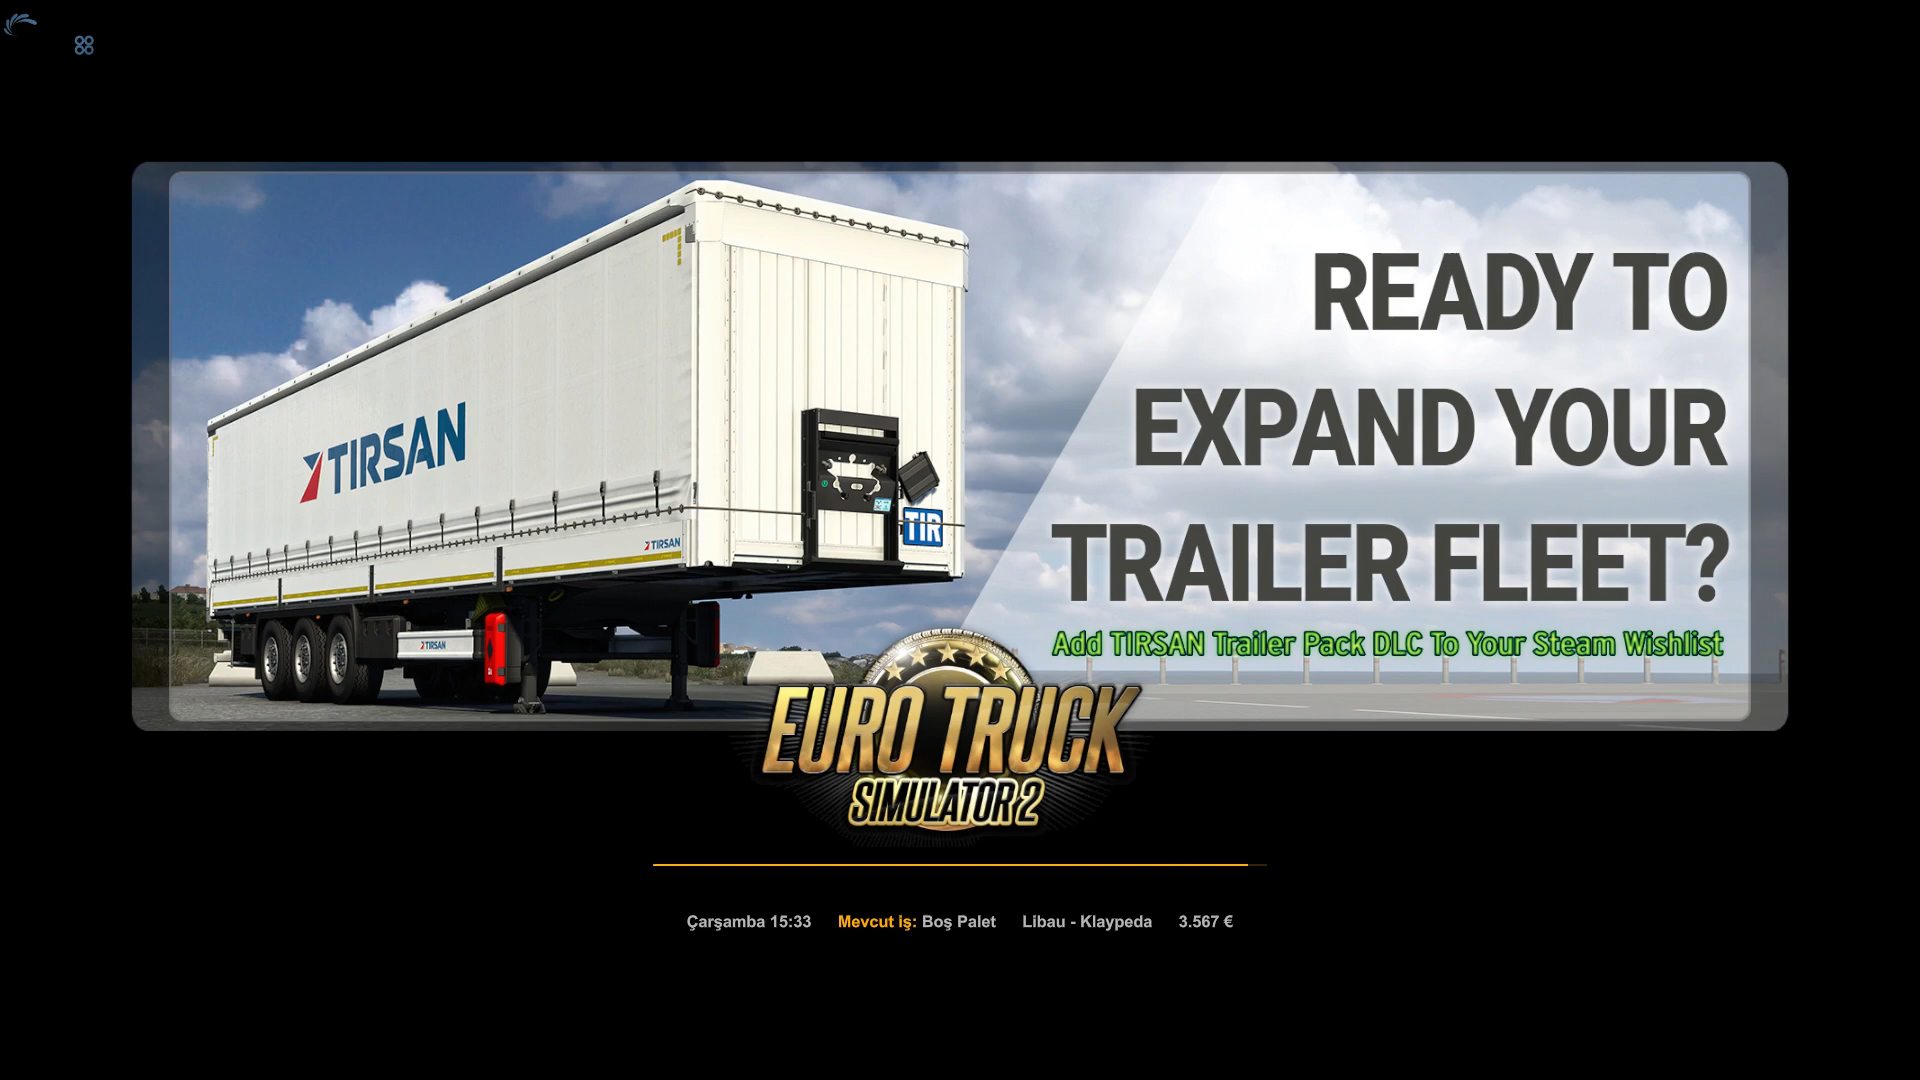 READY TO
EXPAND YOUR
TRAILER FLEET?
Add TIRSAN Trailer Pack DLC To Your Steam Wishlist
TIRSAN
TIRSAN
TIRSAN
TIR
EURO TRUCK
SIMULATOR 2
Çarşamba 15:33 Mevcut iş: Boş Palet Libau - Klaypeda 3.567 €